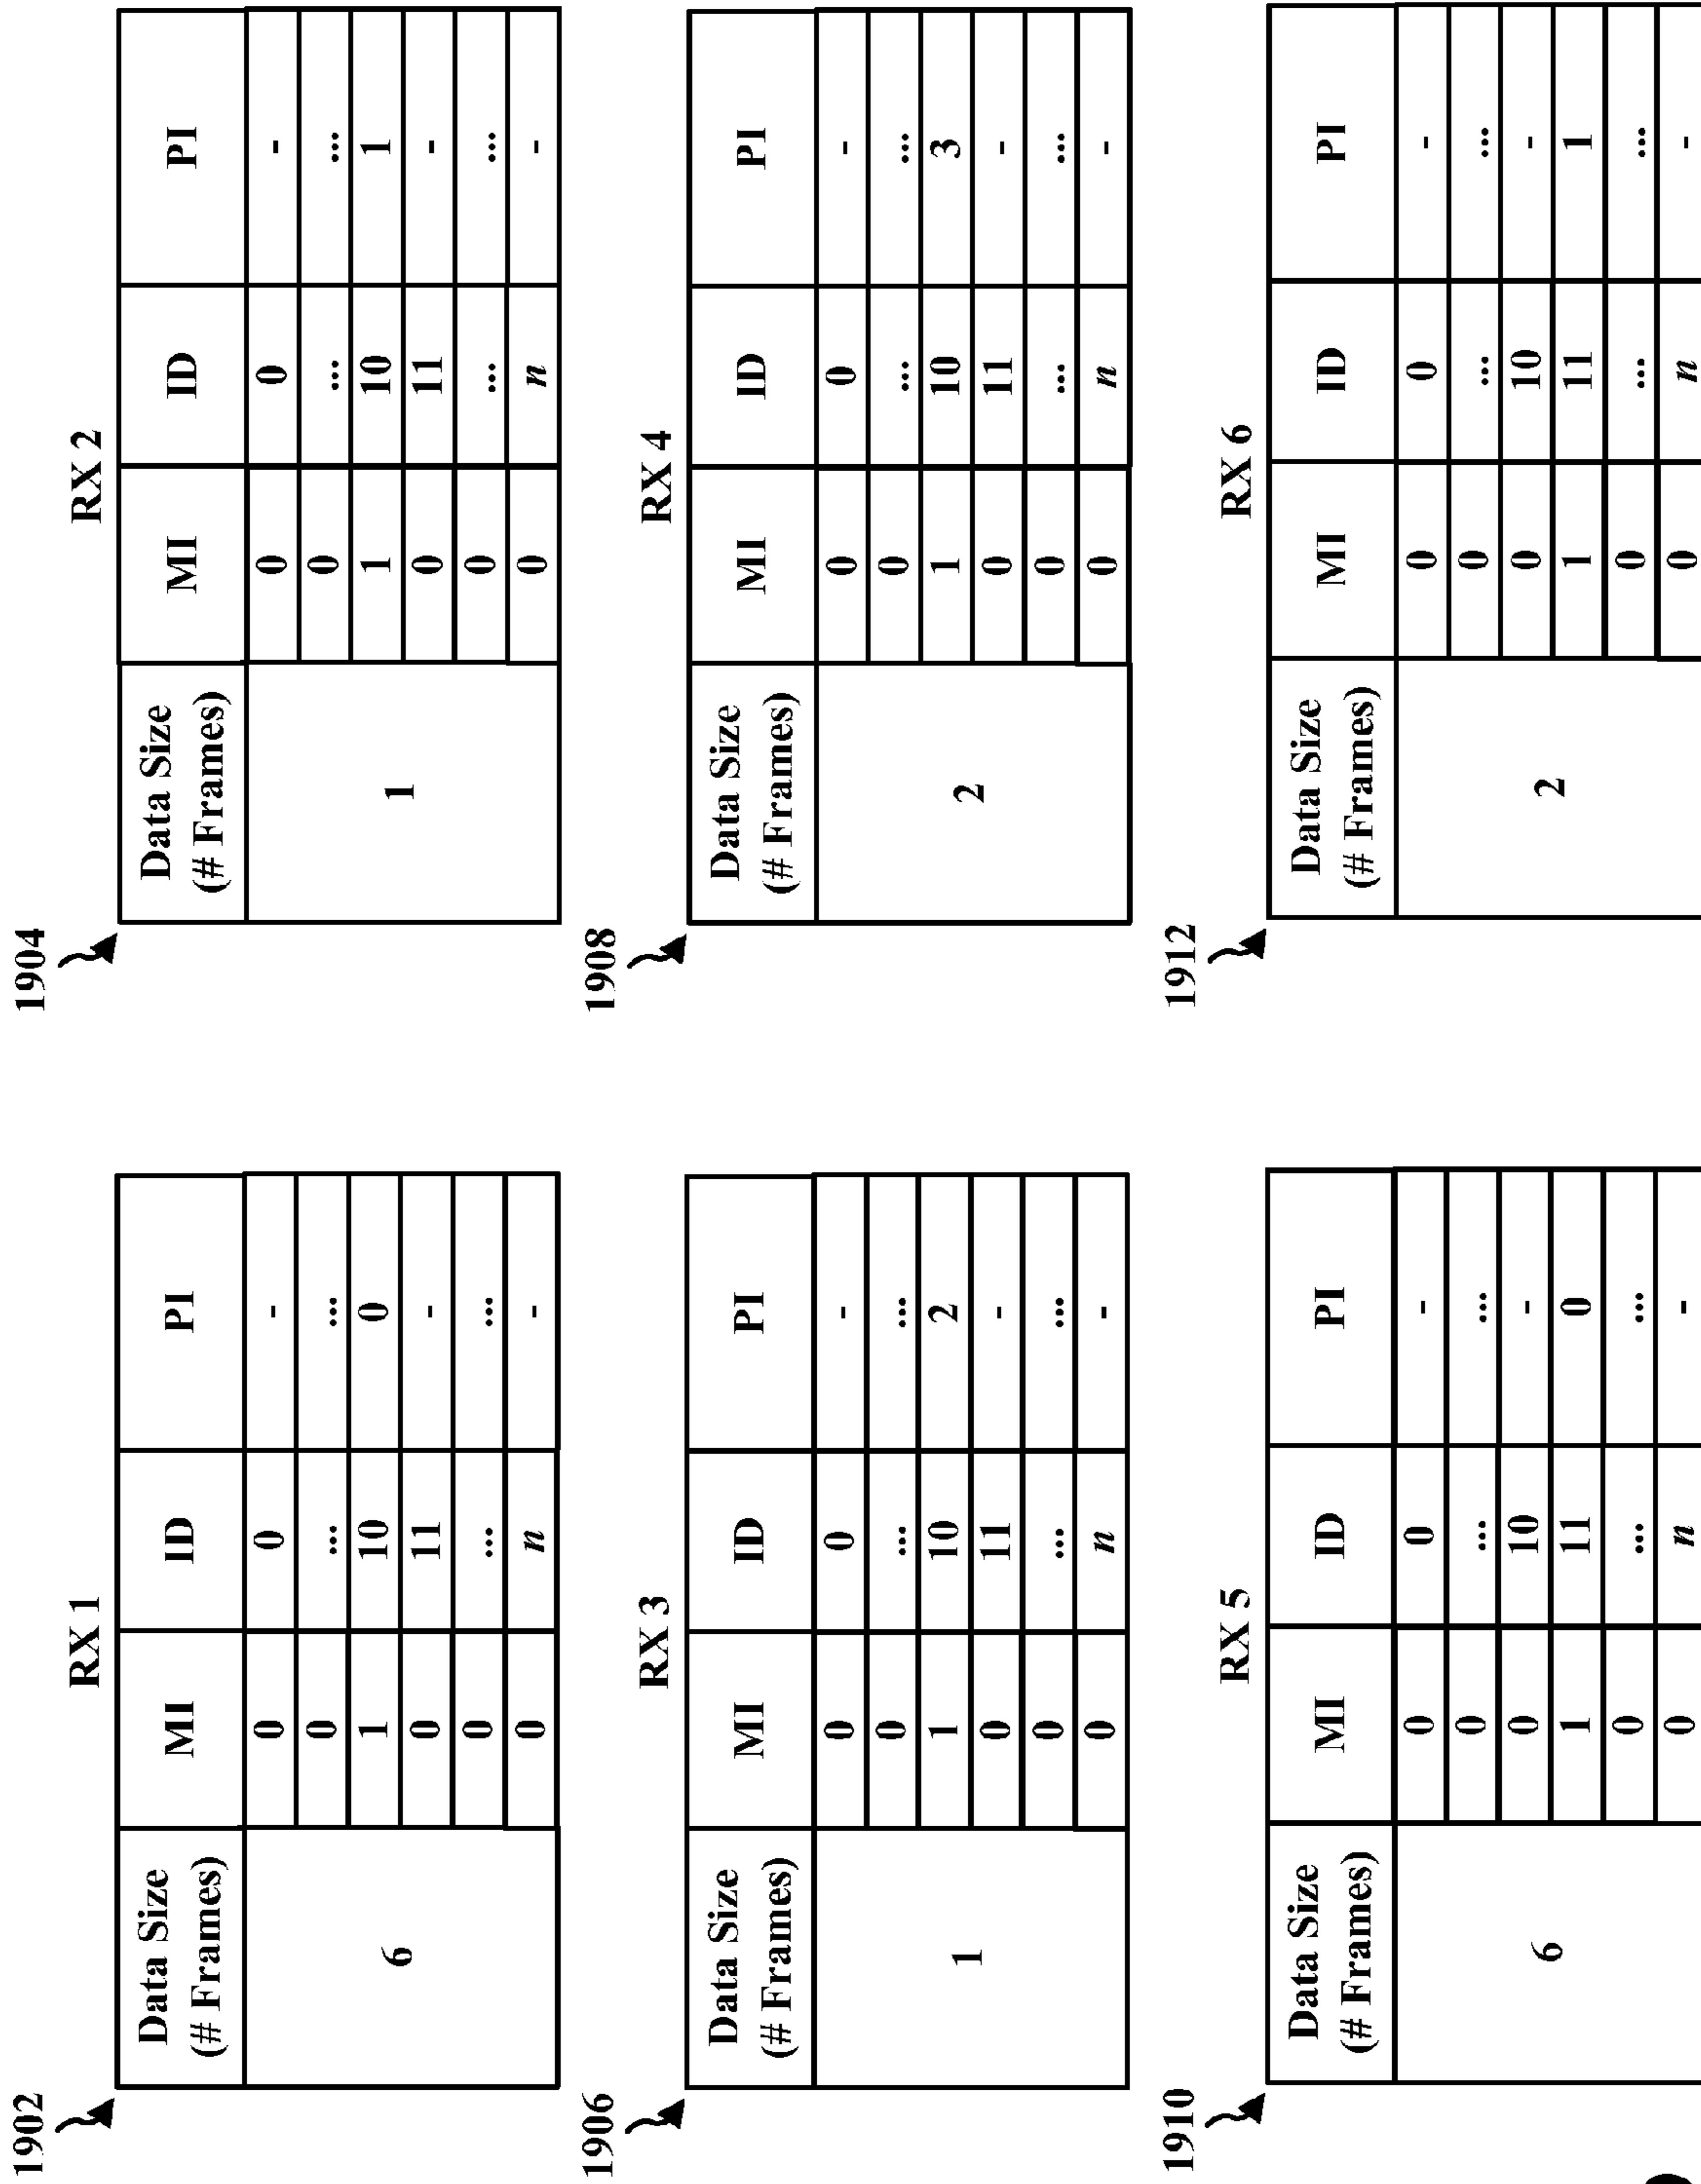 1902
RX 1
Data Size (# Frames) MI ID PI
6
0 0 -
0 ... ...
1 10 0
0 11 -
0 ... ...
0 n -
1904
RX 2
Data Size (# Frames) MI ID PI
1
0 0 -
0 ... ...
1 10 1
0 11 -
0 ... ...
0 n -
1906
RX 3
Data Size (# Frames) MI ID PI
1
0 0 -
0 ... ...
1 10 2
0 11 -
0 ... ...
0 n -
1908
RX 4
Data Size (# Frames) MI ID PI
2
0 0 -
0 ... ...
1 10 3
0 11 -
0 ... ...
0 n -
1910
RX 5
Data Size (# Frames) MI ID PI
6
0 0 -
0 ... ...
0 10 -
1 11 0
0 ... ...
0 n -
1912
RX 6
Data Size (# Frames) MI ID PI
2
0 0 -
0 ... ...
0 10 -
1 11 1
0 ... ...
0 n -